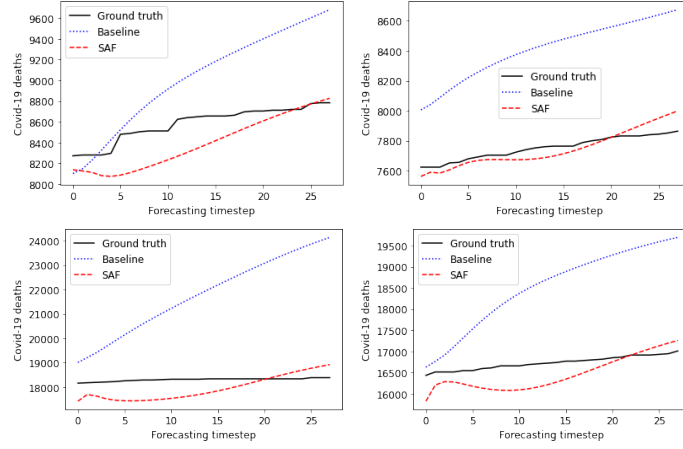 9600
9400
9200
9000
8800
8600
8400
8200
8000
Covid-19 deaths
Ground truth
Baseline
SAF
0 5 10 15 20 25
Forecasting timestep
8600
8400
8200
8000
7800
7600
Covid-19 deaths
Ground truth
Baseline
SAF
0 5 10 15 20 25
Forecasting timestep
24000
23000
22000
21000
20000
19000
18000
Covid-19 deaths
Ground truth
Baseline
SAF
0 5 10 15 20 25
Forecasting timestep
19500
19000
18500
18000
17500
17000
16500
16000
Covid-19 deaths
Ground truth
Baseline
SAF
0 5 10 15 20 25
Forecasting timestep